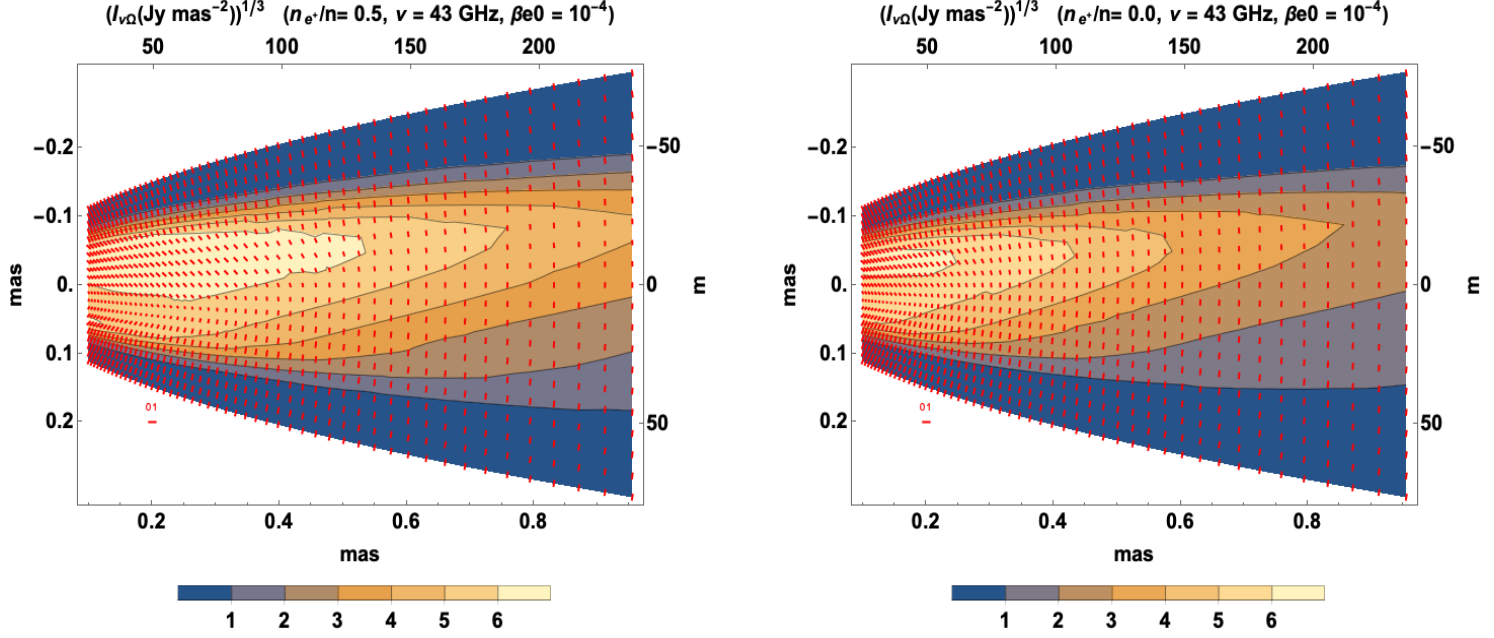 (IνΩ(Jy mas⁻²))^1/3 (n e⁺/n= 0.5, ν = 43 GHz, βe0 = 10⁻⁴)
50 100 150 200
−0.2
−0.1
0.
0.1
0.2
mas
−50
0
50
m
01
0.2 0.4 0.6 0.8
mas
1 2 3 4 5 6
(IνΩ(Jy mas⁻²))^1/3 (n e⁺/n= 0.0, ν = 43 GHz, βe0 = 10⁻⁴)
50 100 150 200
−0.2
−0.1
0.
0.1
0.2
mas
−50
0
50
m
01
0.2 0.4 0.6 0.8
mas
1 2 3 4 5 6